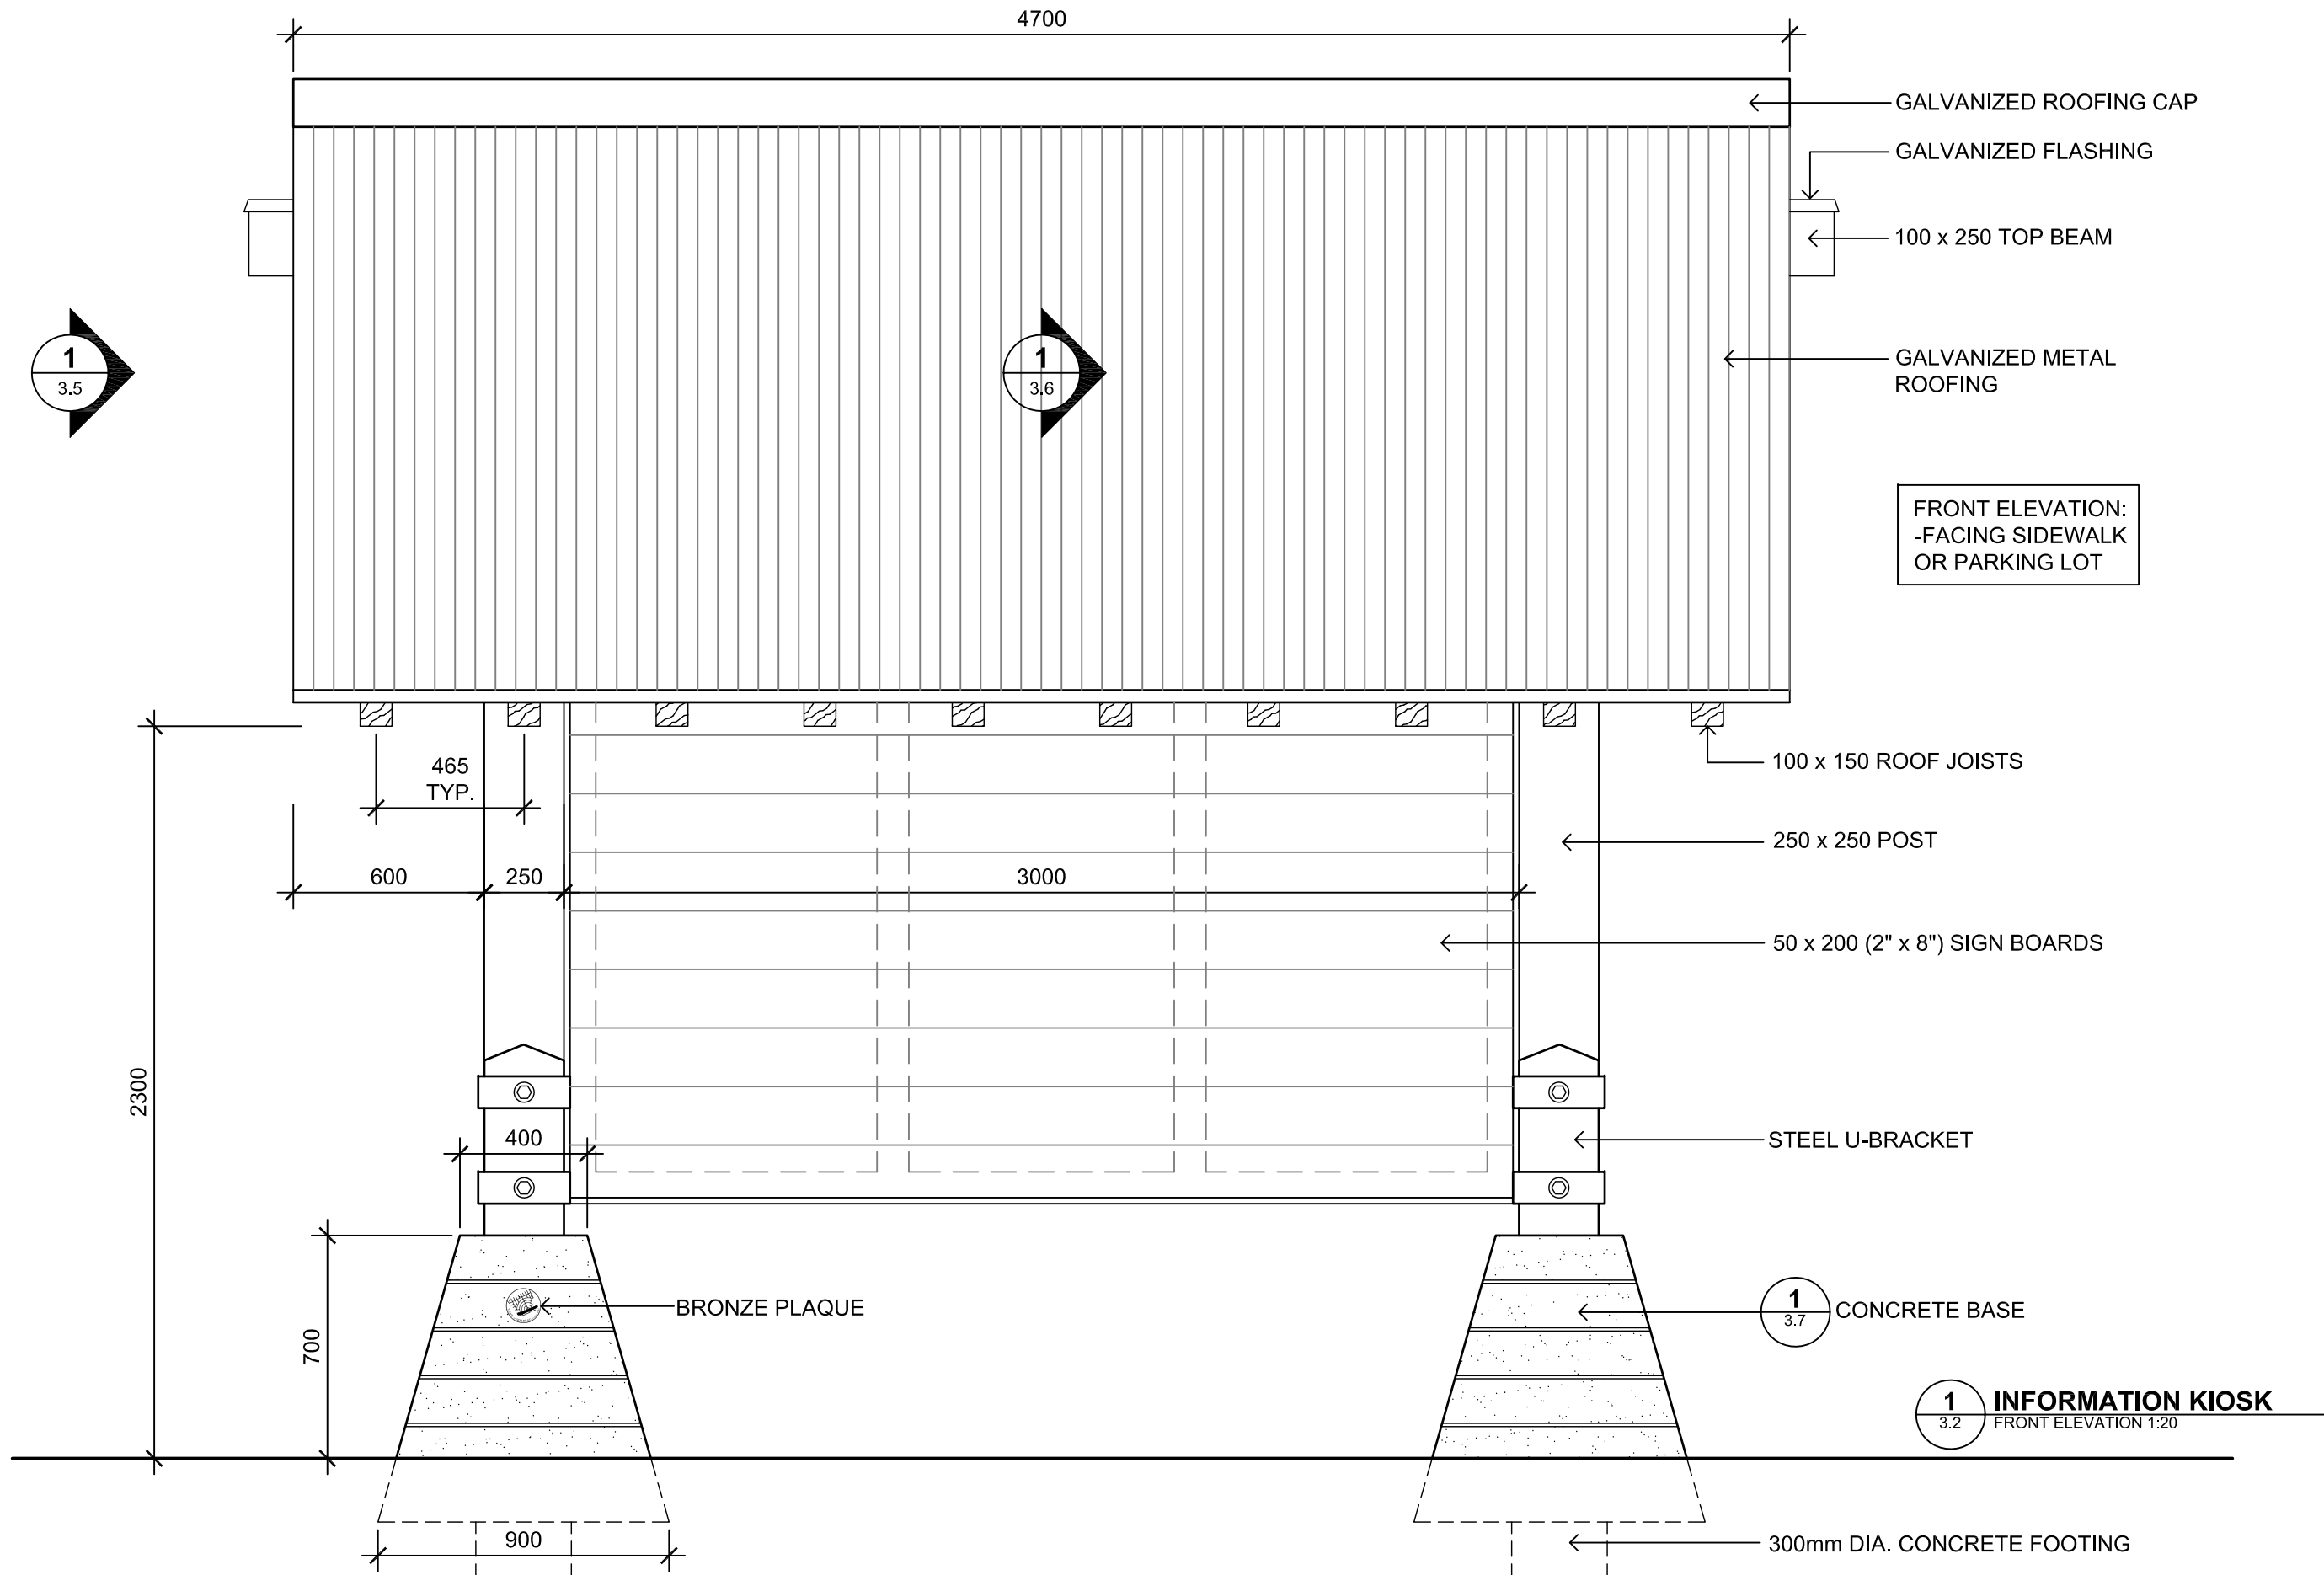 4700
GALVANIZED ROOFING CAP
GALVANIZED FLASHING
100 x 250 TOP BEAM
1
3.5
1
3.6
GALVANIZED METAL
ROOFING
FRONT ELEVATION:
-FACING SIDEWALK
OR PARKING LOT
465
TYP.
100 x 150 ROOF JOISTS
250 x 250 POST
600
250
3000
50 x 200 (2" x 8") SIGN BOARDS
2300
400
STEEL U-BRACKET
700
BRONZE PLAQUE
1
3.7
CONCRETE BASE
1
3.2
INFORMATION KIOSK
FRONT ELEVATION 1:20
900
300mm DIA. CONCRETE FOOTING